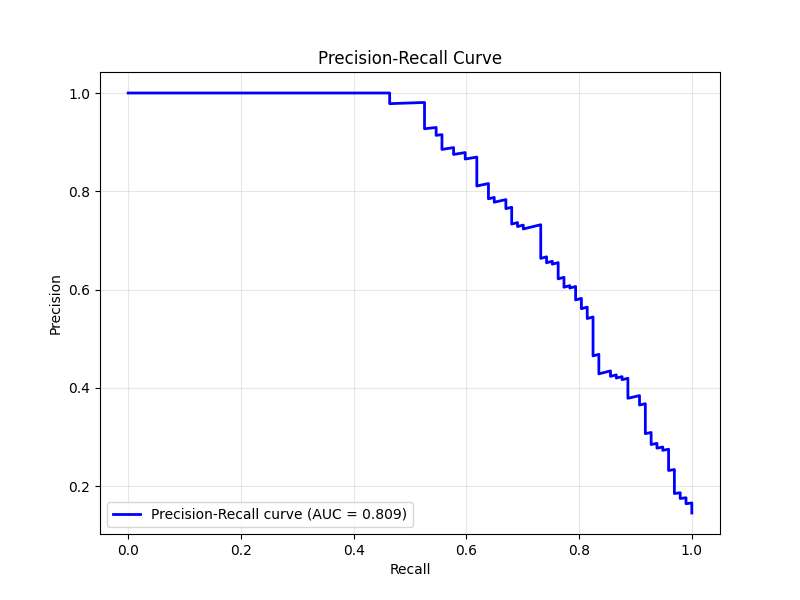 Precision-Recall Curve
1.0
0.8
0.6
0.4
0.2
Precision
Precision-Recall curve (AUC = 0.809)
0.0 0.2 0.4 0.6 0.8 1.0
Recall